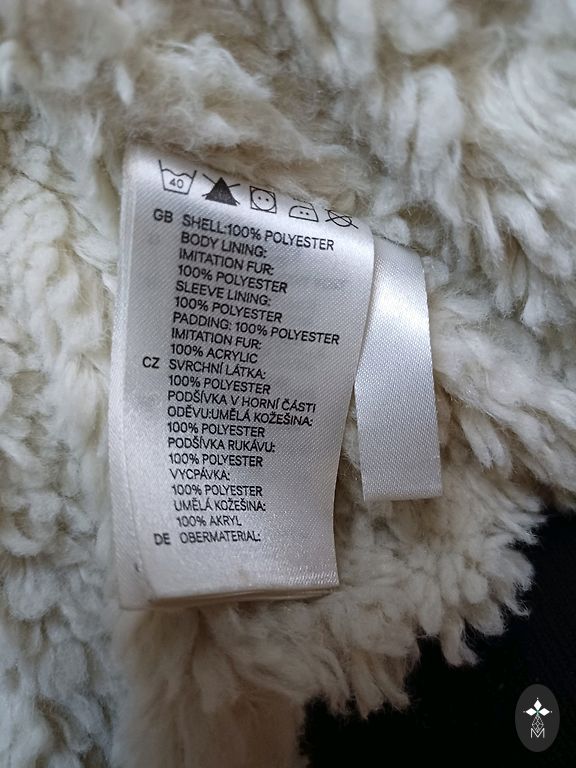 40
GB SHELL:100% POLYESTER
BODY LINING:
IMITATION FUR:
100% POLYESTER
SLEEVE LINING:
100% POLYESTER
PADDING: 100% POLYESTER
IMITATION FUR:
100% ACRYLIC
CZ SVRCHNÍ LÁTKA:
100% POLYESTER
PODŠÍVKA V HORNÍ ČÁSTI
ODĚVU:UMĚLÁ KOŽEŠINA:
100% POLYESTER
PODŠÍVKA RUKÁVU:
100% POLYESTER
VYCPÁVKA:
100% POLYESTER
UMĚLÁ KOŽEŠINA:
100% AKRYL
DE OBERMATERIAL:
M